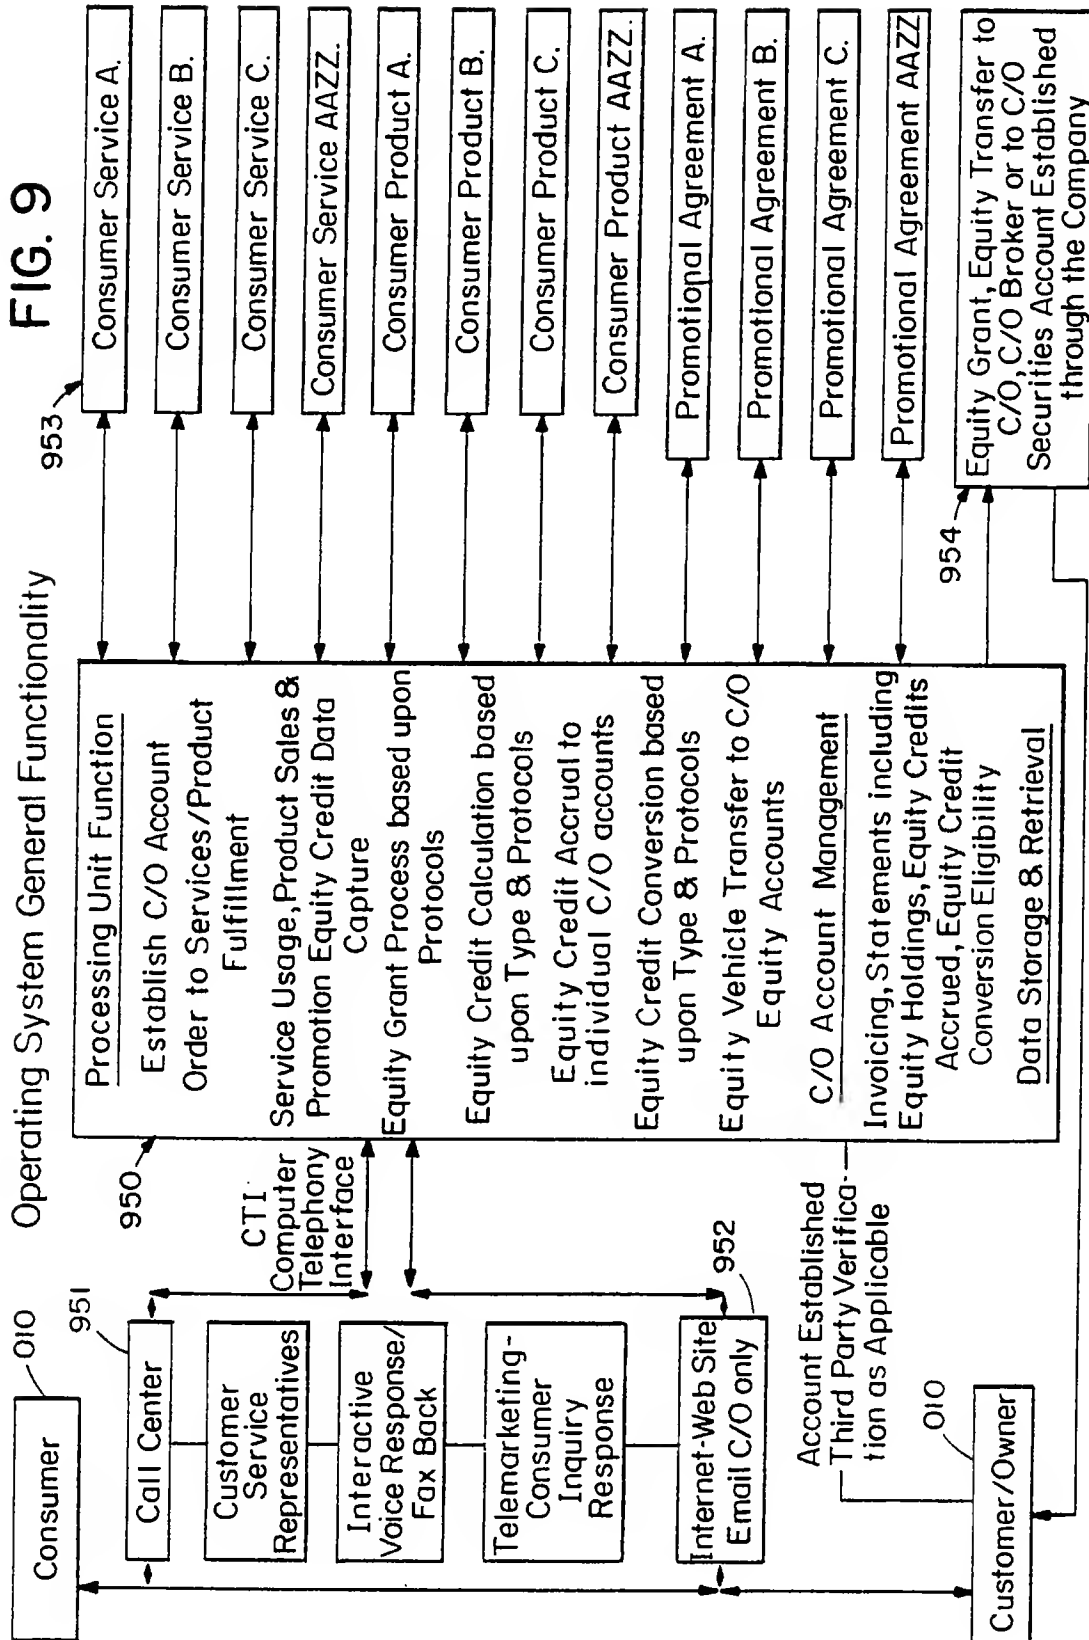 FIG. 9
Operating System General Functionality
Consumer
010
951
Call Center
Customer
Service
Representatives
Interactive
Voice Response/
Fax Back
Telemarketing-
Consumer
Inquiry
Response
Internet-Web Site
Email C/O only
952
CTI
Computer
Telephony
Interface
Account Established
Third Party Verifica-
tion as Applicable
010
Customer/Owner
950
Processing Unit Function
Establish C/O Account
Order to Services/Product
Fulfillment
Service Usage, Product Sales &
Promotion Equity Credit Data
Capture
Equity Grant Process based upon
Protocols
Equity Credit Calculation based
upon Type & Protocols
Equity Credit Accrual to
individual C/O accounts
Equity Credit Conversion based
upon Type & Protocols
Equity Vehicle Transfer to C/O
Equity Accounts
C/O Account Management
Invoicing, Statements including
Equity Holdings, Equity Credits
Accrued, Equity Credit
Conversion Eligibility
Data Storage & Retrieval
953
Consumer Service A.
Consumer Service B.
Consumer Service C.
Consumer Service AAZZ.
Consumer Product A.
Consumer Product B.
Consumer Product C.
Consumer Product AAZZ.
Promotional Agreement A.
Promotional Agreement B.
Promotional Agreement C.
Promotional Agreement AAZZ
954
Equity Grant, Equity Transfer to
C/O, C/O Broker or to C/O
Securities Account Established
through the Company